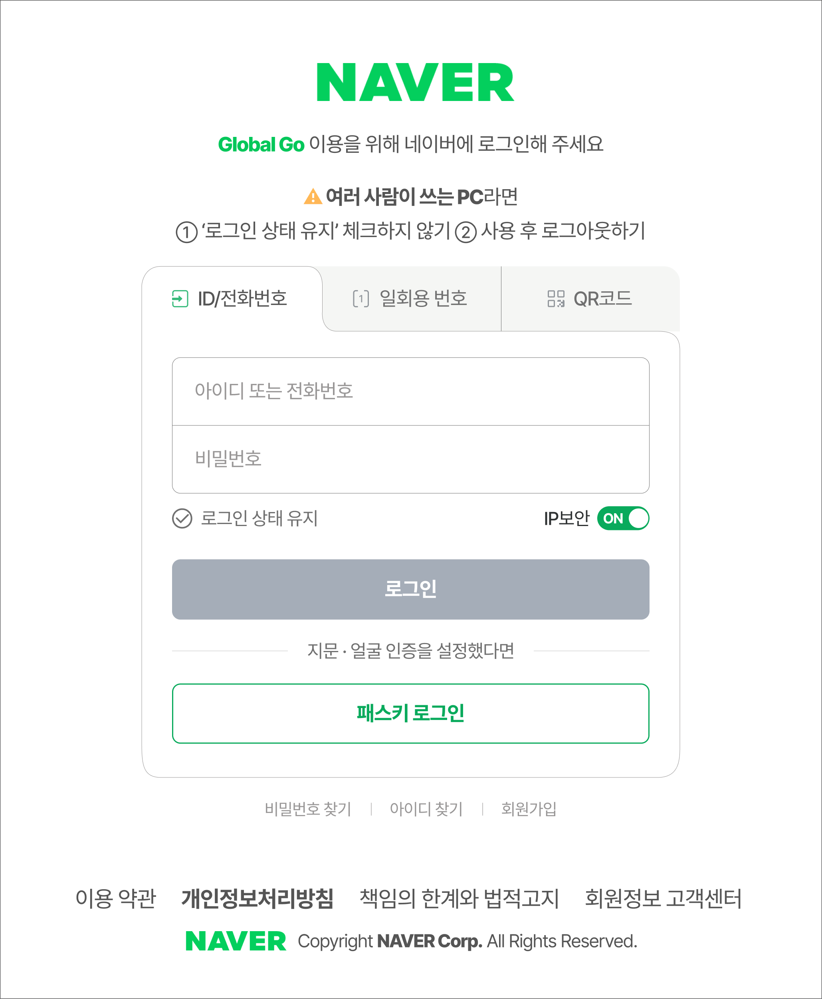 NAVER
Global Go 이용을 위해 네이버에 로그인해 주세요
여러 사람이 쓰는 PC라면
① ‘로그인 상태 유지’ 체크하지 않기 ② 사용 후 로그아웃하기
ID/전화번호 1 일회용 번호 QR코드
아이디 또는 전화번호
비밀번호
로그인 상태 유지 IP보안 ON
로그인
지문 · 얼굴 인증을 설정했다면
패스키 로그인
비밀번호 찾기 아이디 찾기 회원가입
이용 약관 개인정보처리방침 책임의 한계와 법적고지 회원정보 고객센터
NAVER Copyright NAVER Corp. All Rights Reserved.